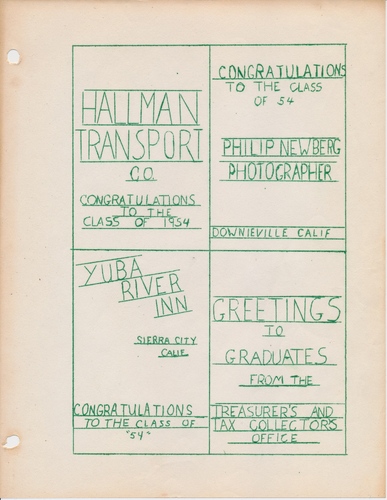 HALLMAN
TRANSPORT
CO.
CONGRATULATIONS
TO THE
CLASS OF 1954
CONGRATULATIONS
TO THE CLASS
OF 54
PHILIP NEWBERG
PHOTOGRAPHER
DOWNIEVILLE CALIF
YUBA
RIVER
INN
SIERRA CITY
CALIF.
CONGRATULATIONS
TO THE CLASS OF
"54"
GREETINGS
TO
GRADUATES
FROM THE
TREASURER'S AND
TAX COLLECTOR'S
OFFICE